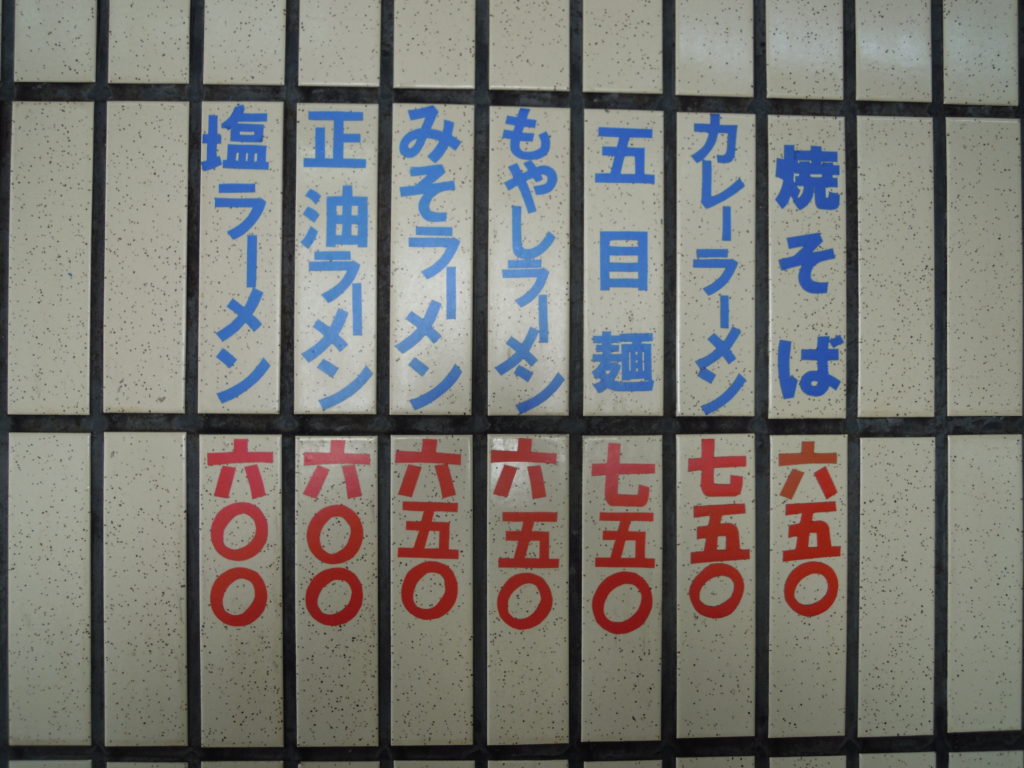 焼そば
六五〇
カレーラーメン
七五〇
五目麺
七五〇
もやしラーメン
六五〇
みそラーメン
六五〇
正油ラーメン
六〇〇
塩ラーメン
六〇〇